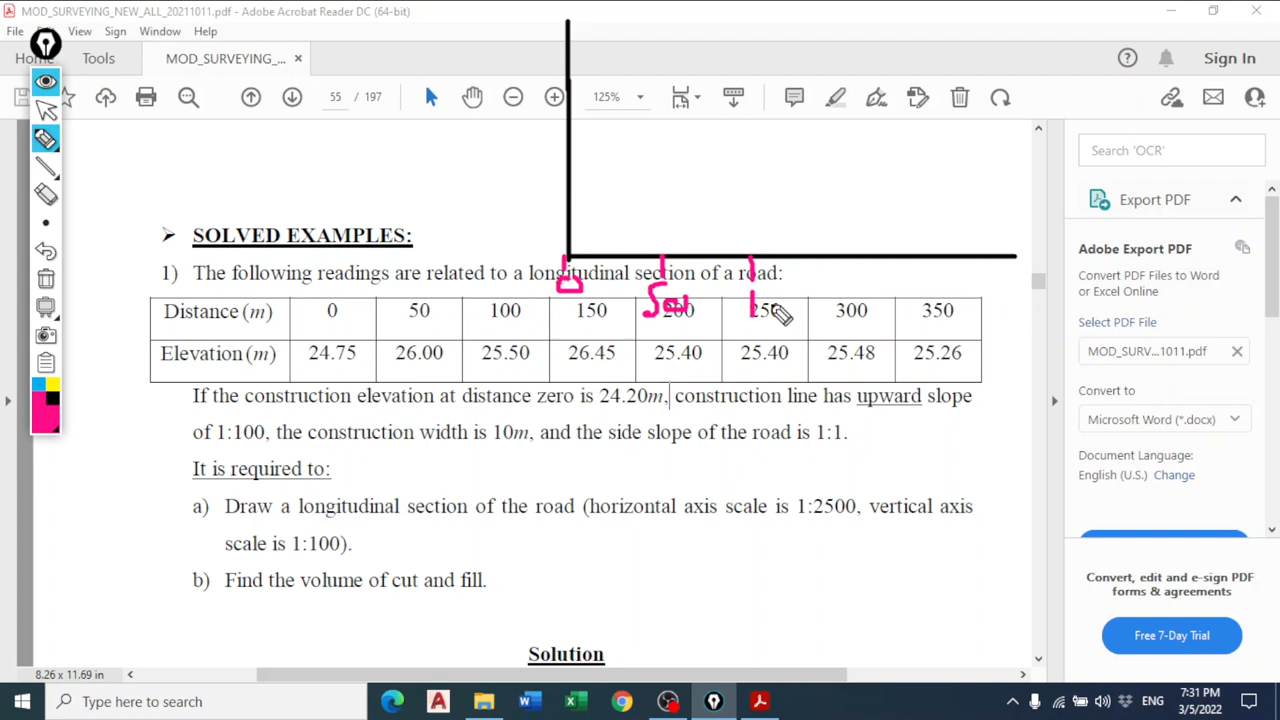 MOD_SURVEYING_NEW_ALL_20211011.pdf - Adobe Acrobat Reader DC (64-bit)
File View Sign Window Help
Tools MOD_SURVEYING_... × Sign In
55 / 197 125%
➢ SOLVED EXAMPLES:
1) The following readings are related to a longitudinal section of a road:
0 50
Distance (m) 0 50 100 150 200 250 300 350
Elevation (m) 24.75 26.00 25.50 26.45 25.40 25.40 25.48 25.26
If the construction elevation at distance zero is 24.20m, construction line has upward slope
of 1:100, the construction width is 10m, and the side slope of the road is 1:1.
It is required to:
a) Draw a longitudinal section of the road (horizontal axis scale is 1:2500, vertical axis
scale is 1:100).
b) Find the volume of cut and fill.
Solution
8.26 x 11.69 in
Search 'OCR'
Export PDF
Adobe Export PDF
Convert PDF Files to Word
or Excel Online
Select PDF File
MOD_SURV...1011.pdf ×
Convert to
Microsoft Word (*.docx)
Document Language:
English (U.S.) Change
Convert, edit and e-sign PDF
forms & agreements
Free 7-Day Trial
Type here to search
ENG
7:31 PM
3/5/2022